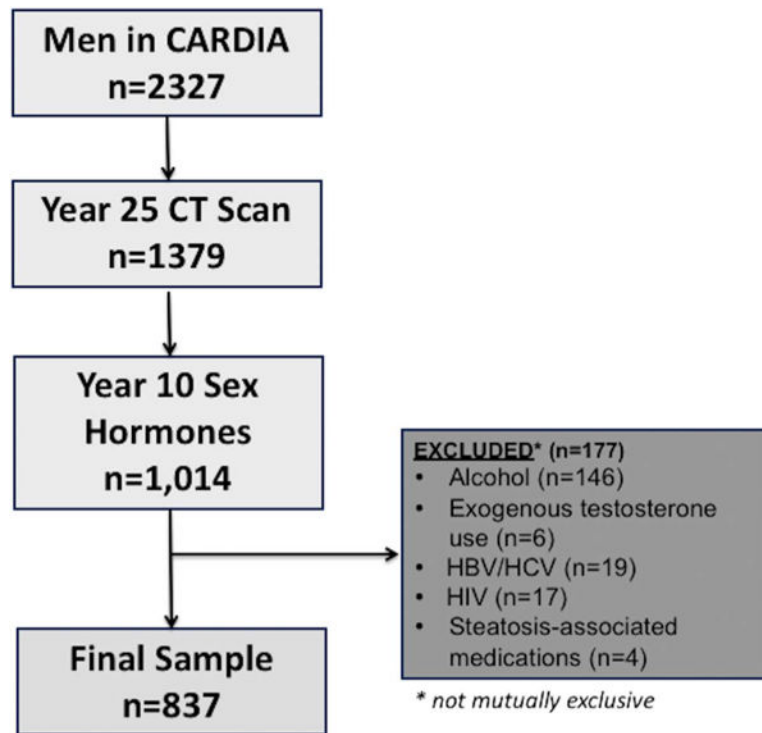 Men in CARDIA
n=2327
Year 25 CT Scan
n=1379
Year 10 Sex
Hormones
n=1,014
EXCLUDED* (n=177)
• Alcohol (n=146)
• Exogenous testosterone
use (n=6)
• HBV/HCV (n=19)
• HIV (n=17)
• Steatosis-associated
medications (n=4)
* not mutually exclusive
Final Sample
n=837